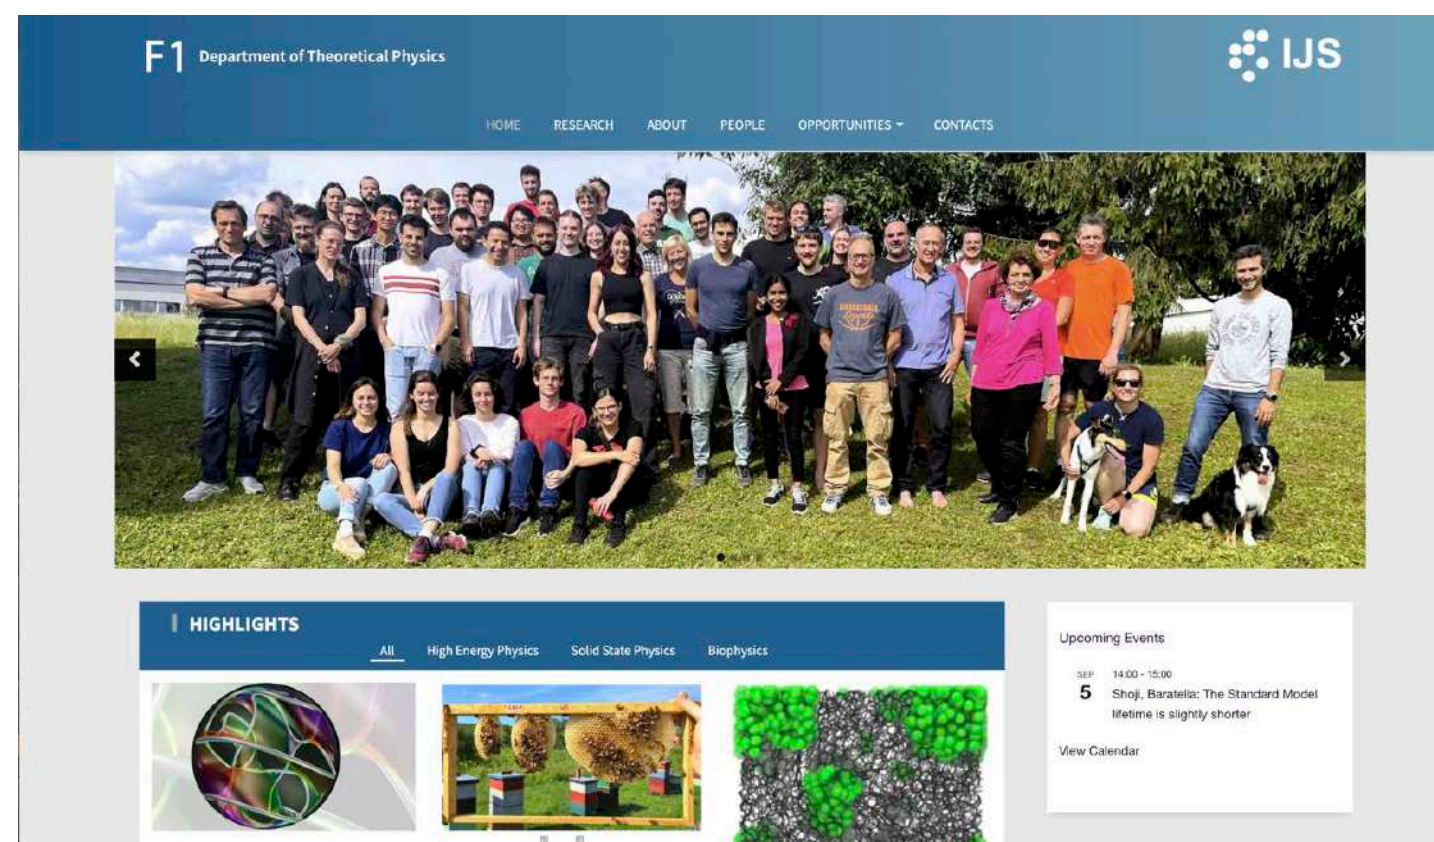 F1 Department of Theoretical Physics
IJS
HOME RESEARCH ABOUT PEOPLE OPPORTUNITIES CONTACTS
HIGHLIGHTS
All High Energy Physics Solid State Physics Biophysics
Upcoming Events
SEP 14:00 - 15:00
5 Shoji, Baratella: The Standard Model
lifetime is slightly shorter
View Calendar